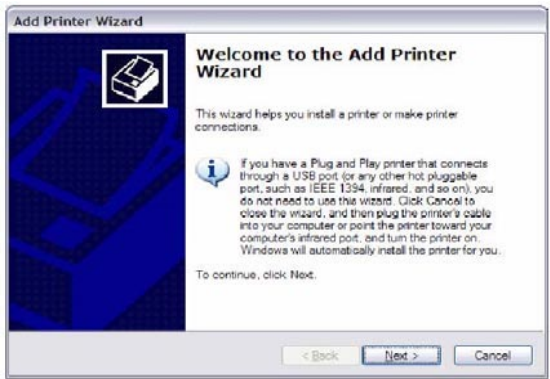 Add Printer Wizard
Welcome to the Add Printer
Wizard
This wizard helps you install a printer or make printer
connections.
If you have a Plug and Play printer that connects
through a USB port (or any other hot pluggable
port, such as IEEE 1394, infrared, and so on), you
do not need to use this wizard. Click Cancel to
close the wizard, and then plug the printer's cable
into your computer or point the printer toward your
computer's infrared port, and turn the printer on.
Windows will automatically install the printer for you.
To continue, click Next.
< Back Next > Cancel